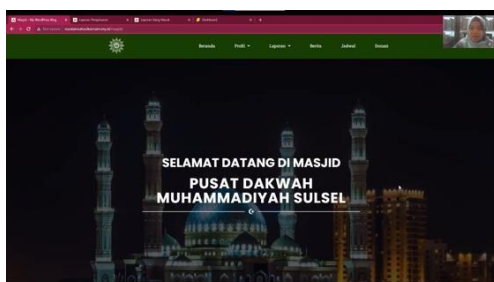 Beranda Profil Laporan Berita Jadwal Donasi
SELAMAT DATANG DI MASJID
PUSAT DAKWAH
MUHAMMADIYAH SULSEL